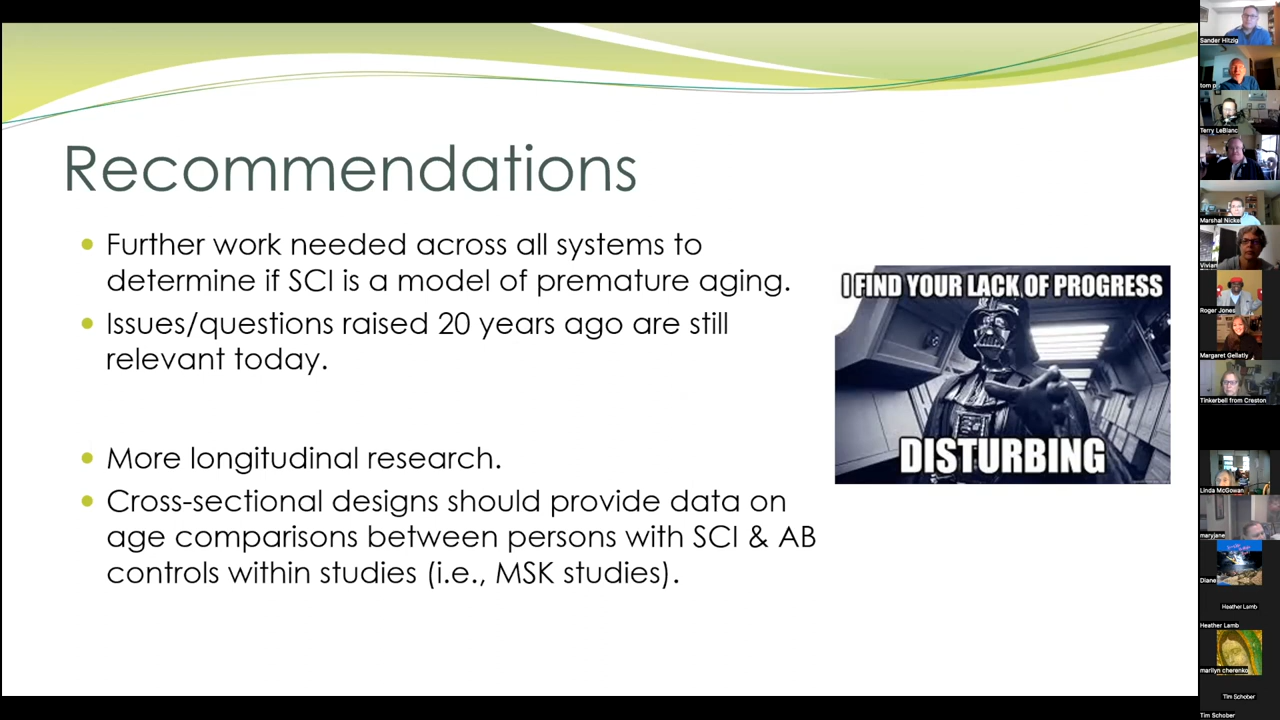 Recommendations
Further work needed across all systems to
determine if SCI is a model of premature aging.
Issues/questions raised 20 years ago are still
relevant today.
More longitudinal research.
Cross-sectional designs should provide data on
age comparisons between persons with SCI & AB
controls within studies (i.e., MSK studies).
I FIND YOUR LACK OF PROGRESS
DISTURBING
Sander Hitzig
tom p
Terry LeBlanc
Marshal Nickel
Vivian
Roger Jones
Margaret Gellatly
Tinkerbell from Creston
Linda McGowan
maryjane
Diane
Heather Lamb
Heather Lamb
marilyn cherenko
Tim Schober
Tim Schober